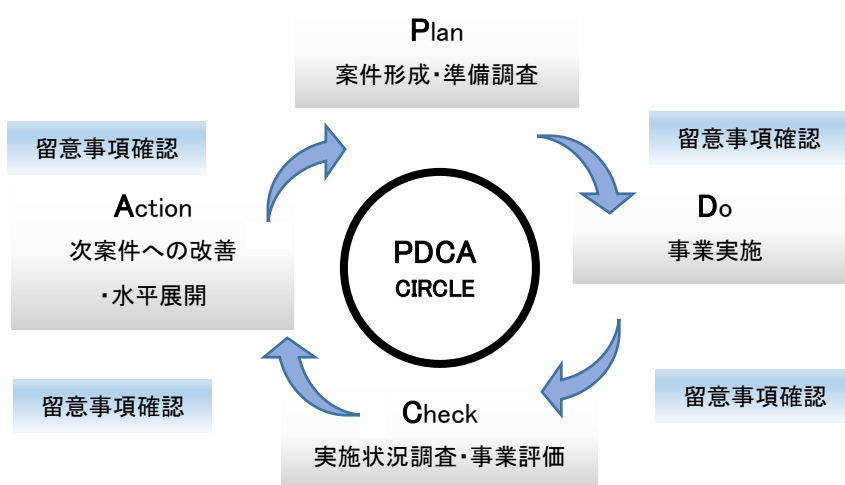 Plan
案件形成・準備調査
留意事項確認
留意事項確認
Action
次案件への改善
・水平展開
PDCA
CIRCLE
Do
事業実施
留意事項確認
留意事項確認
Check
実施状況調査・事業評価